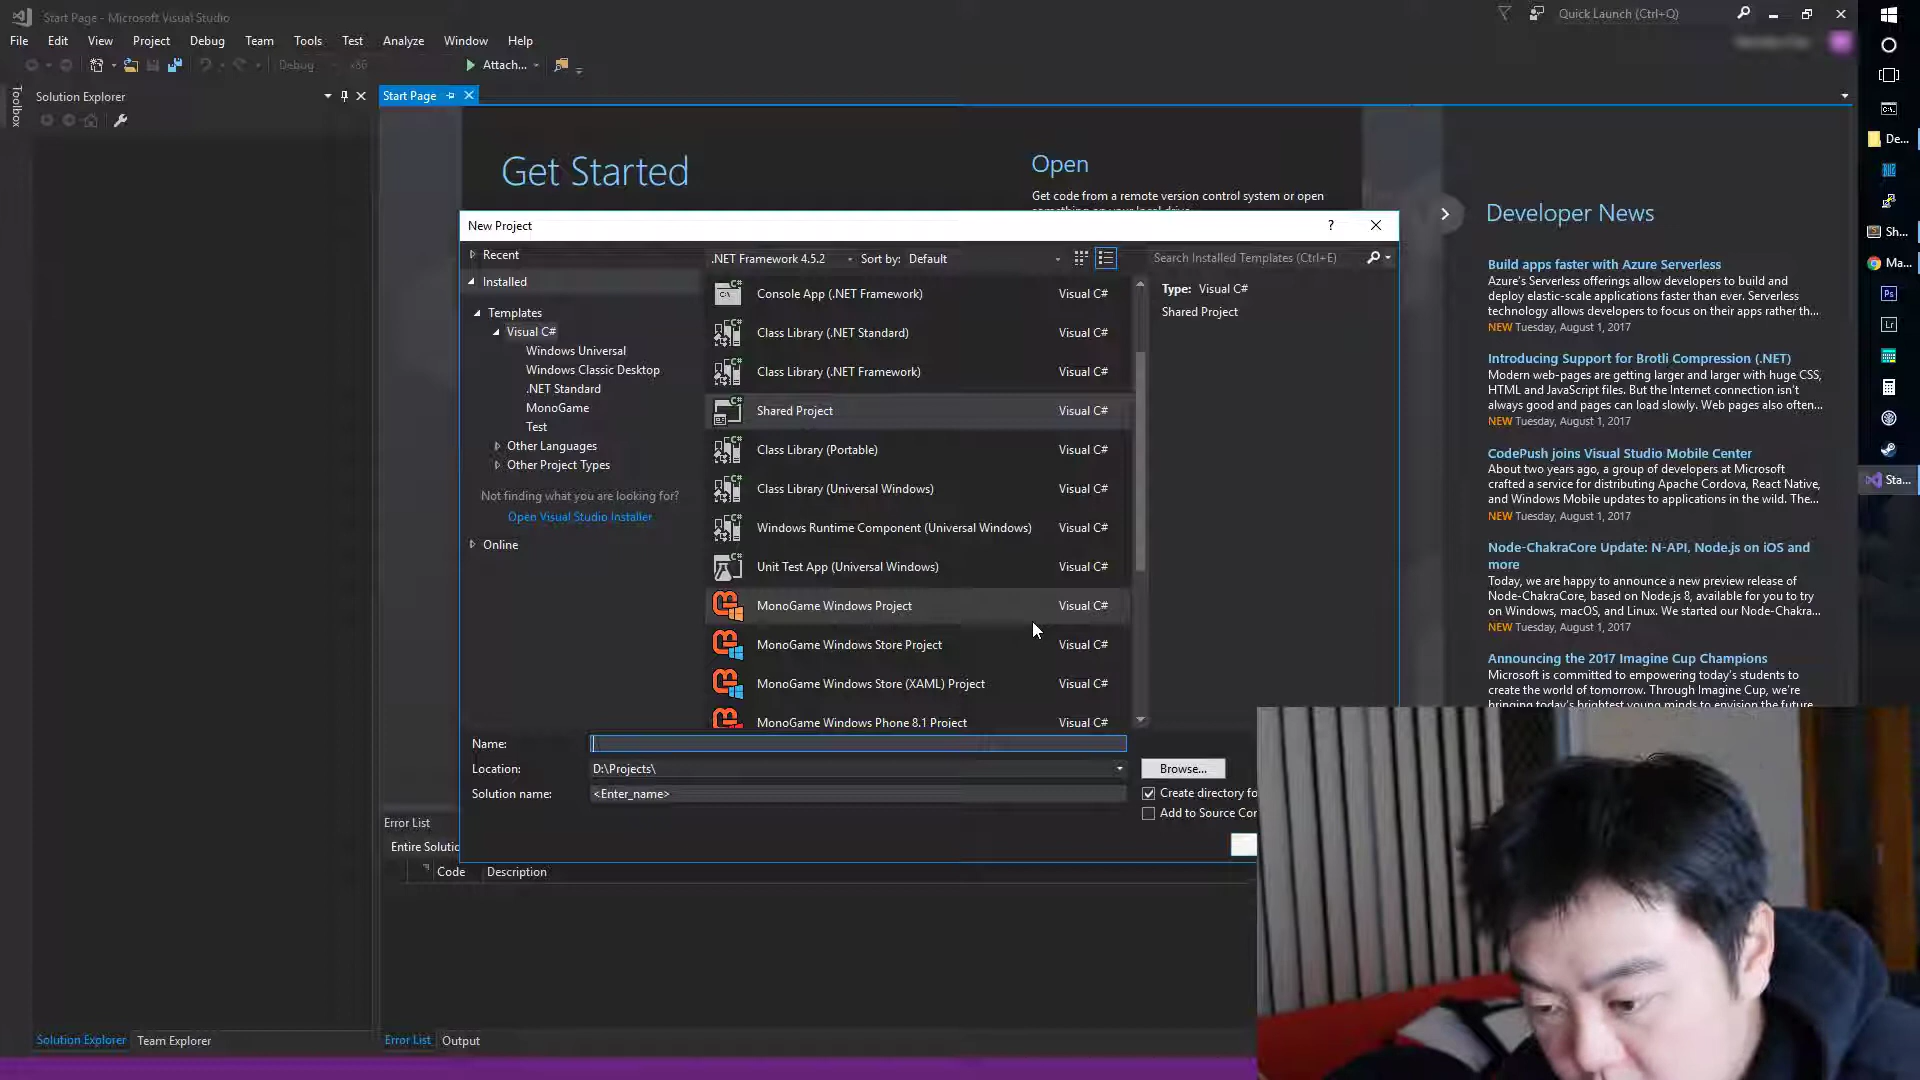 Start Page - Microsoft Visual Studio
Quick Launch (Ctrl+Q)
File Edit View Project Debug Team Tools Test Analyze Window Help
Debug x86 Attach...
Toolbox
Solution Explorer
Start Page
Get Started
Open
Get code from a remote version control system or open
something on your local drive.
Developer News
Build apps faster with Azure Serverless
Azure's Serverless offerings allow developers to build and
deploy elastic-scale applications faster than ever. Serverless
technology allows developers to focus on their apps rather th...
NEW Tuesday, August 1, 2017
Introducing Support for Brotli Compression (.NET)
Modern web-pages are getting larger and larger with huge CSS,
HTML and JavaScript files. But the Internet connection isn't
always good and pages can load slowly. Web pages also often...
NEW Tuesday, August 1, 2017
CodePush joins Visual Studio Mobile Center
About two years ago, a group of developers at Microsoft
crafted a service for distributing Apache Cordova, React Native,
and Windows Mobile updates to applications in the wild. The...
NEW Tuesday, August 1, 2017
Node-ChakraCore Update: N-API, Node.js on iOS and
more
Today, we are happy to announce a new preview release of
Node-ChakraCore, based on Node.js 8, available for you to try
on Windows, macOS, and Linux. We started our Node-Chakra...
NEW Tuesday, August 1, 2017
Announcing the 2017 Imagine Cup Champions
Microsoft is committed to empowering today's students to
create the world of tomorrow. Through Imagine Cup, we're
bringing today's brightest young minds to envision the future
New Project
?
Recent
Installed
Templates
Visual C#
Windows Universal
Windows Classic Desktop
.NET Standard
MonoGame
Test
Other Languages
Other Project Types
Not finding what you are looking for?
Open Visual Studio Installer
Online
.NET Framework 4.5.2 Sort by: Default
Search Installed Templates (Ctrl+E)
Console App (.NET Framework) Visual C#
Class Library (.NET Standard) Visual C#
Class Library (.NET Framework) Visual C#
Shared Project Visual C#
Class Library (Portable) Visual C#
Class Library (Universal Windows) Visual C#
Windows Runtime Component (Universal Windows) Visual C#
Unit Test App (Universal Windows) Visual C#
MonoGame Windows Project Visual C#
MonoGame Windows Store Project Visual C#
MonoGame Windows Store (XAML) Project Visual C#
MonoGame Windows Phone 8.1 Project Visual C#
Type: Visual C#
Shared Project
Name:
Location: D:\Projects\ Browse...
Solution name: <Enter_name>
Create directory fo
Add to Source Con
Error List
Entire Solutio
Code Description
Solution Explorer Team Explorer
Error List Output
De...
Sh...
Ma...
Ps
Lr
Sta...